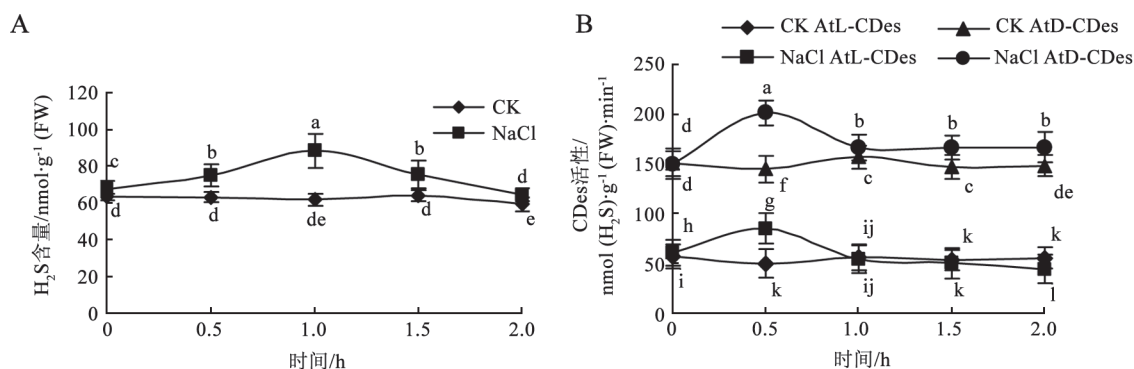 A
H₂S含量/nmol·g⁻¹ (FW)
120
100
80
60
40
20
0
CK
NaCl
c
b
a
b
d
d
d
de
d
e
0
0.5
1.0
1.5
2.0
时间/h
B
CK AtL-CDes
CK AtD-CDes
NaCl AtL-CDes
NaCl AtD-CDes
CDes活性/
nmol (H₂S)·g⁻¹ (FW)·min⁻¹
250
200
150
100
50
0
d
a
b
b
b
d
f
c
c
de
h
g
ij
k
k
i
k
ij
k
l
0
0.5
1.0
1.5
2.0
时间/h